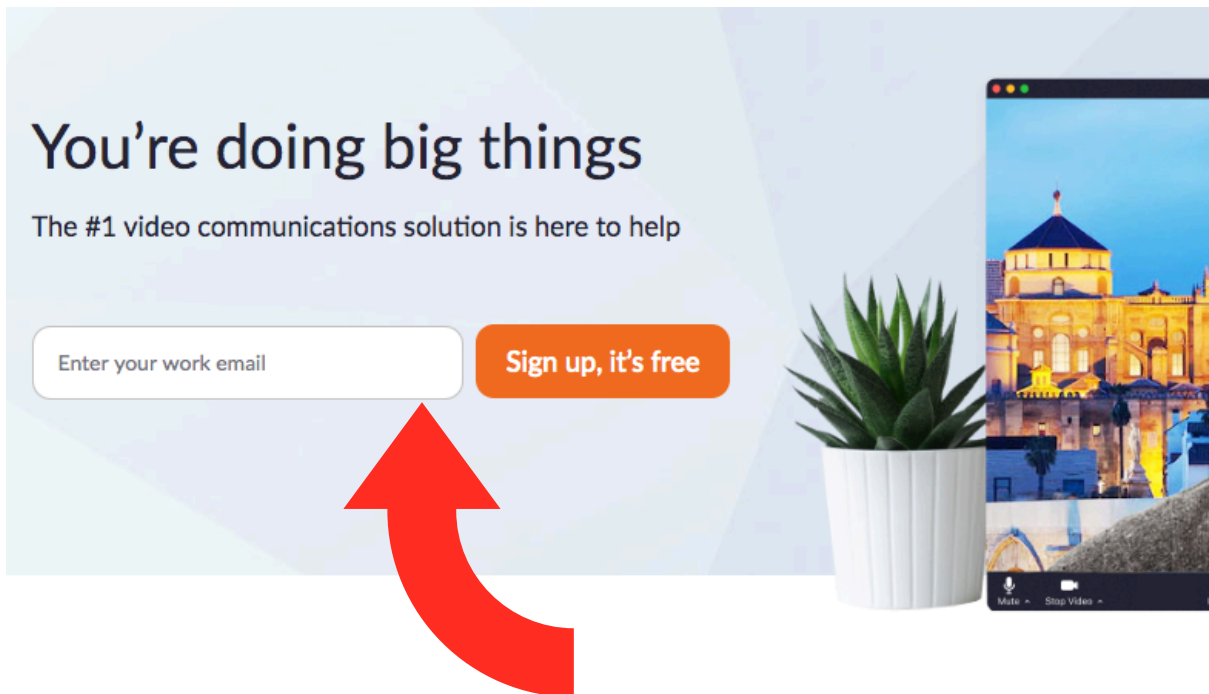 You're doing big things
The #1 video communications solution is here to help
Enter your work email
Sign up, it's free
Mute
Stop Video